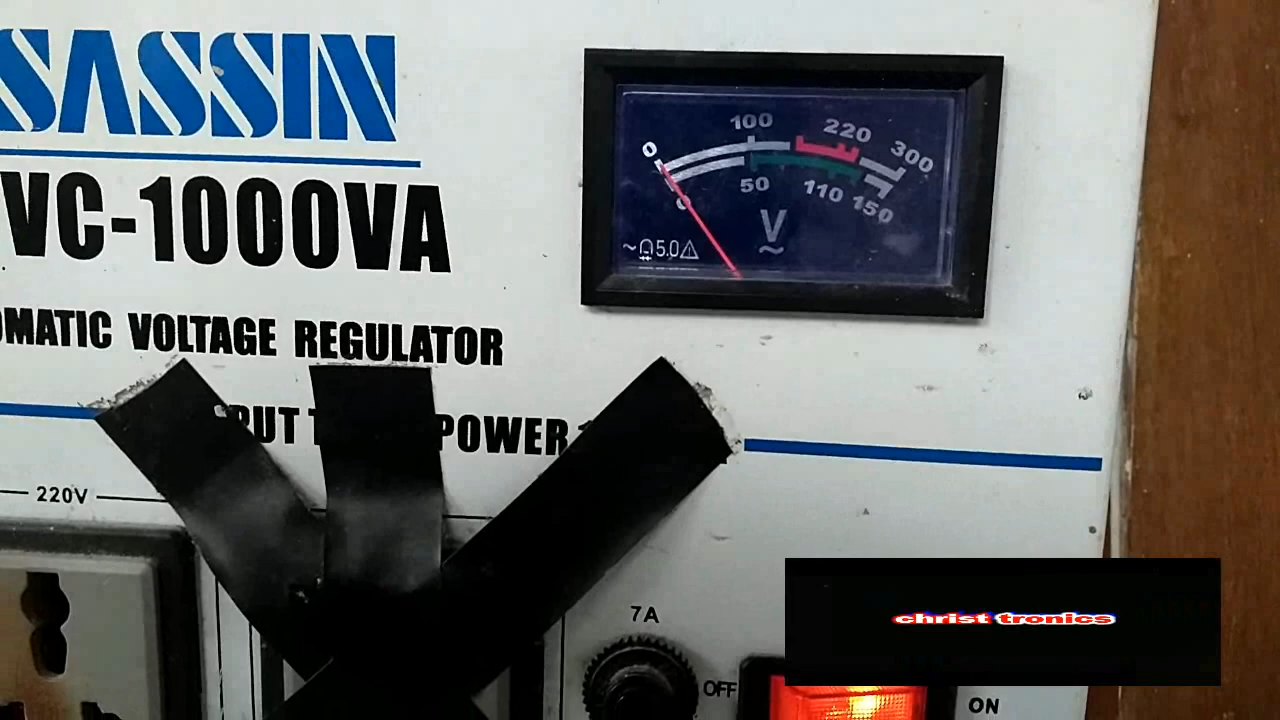 SASSIN
VC-1000VA
OMATIC VOLTAGE REGULATOR
PUT
POWER
220V
0 100 220 300
0 50 110 150
V
~
5.0
7A
OFF
ON
christ tronics